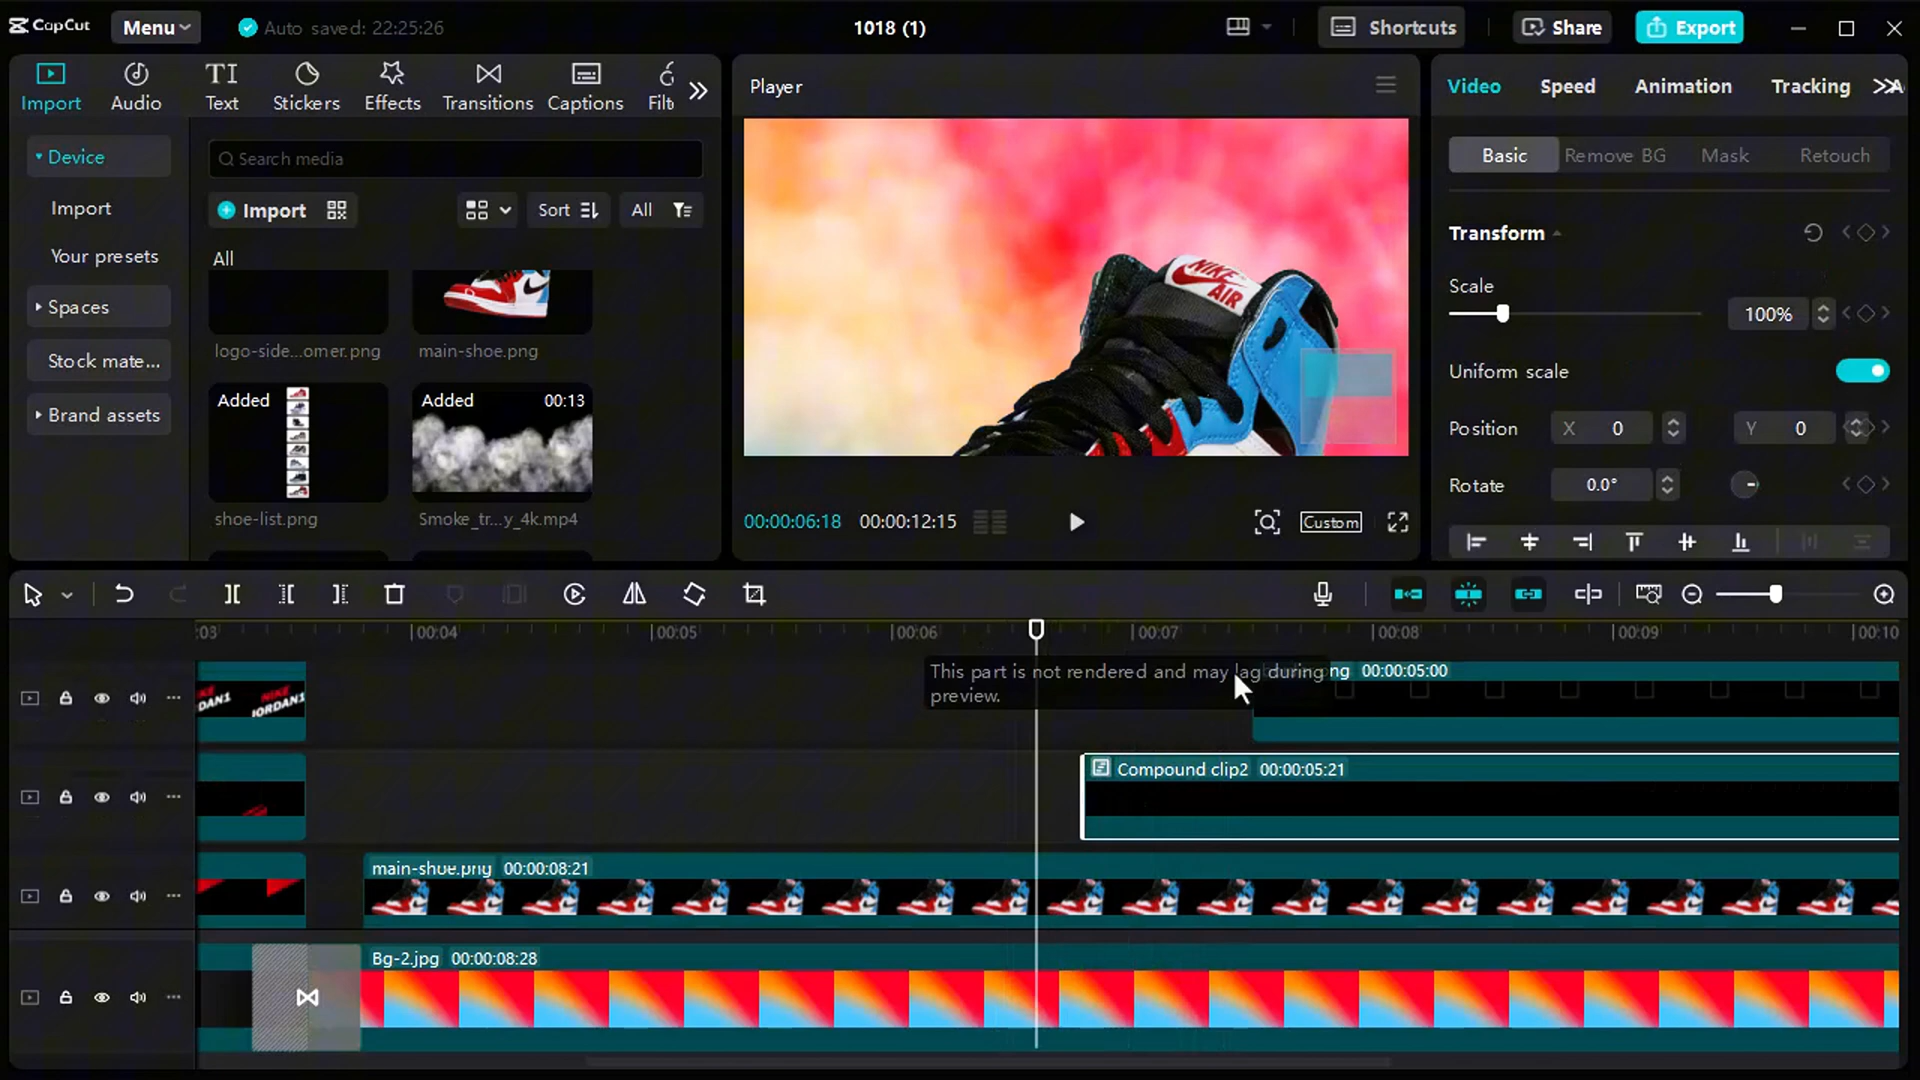 CapCut
Menu
Auto saved: 22:25:26
1018 (1)
Shortcuts
Share
Export
Import
Audio
Text
Stickers
Effects
Transitions
Captions
Filt
Device
Import
Your presets
Spaces
Stock mate...
Brand assets
Search media
Import
Sort
All
All
logo-side...omer.png
main-shoe.png
Added
Added
00:13
shoe-list.png
Smoke_tr...y_4k.mp4
Player
NIKE
AIR
00:00:06:18
00:00:12:15
Custom
Video
Speed
Animation
Tracking
Basic
Remove BG
Mask
Retouch
Transform
Scale
100%
Uniform scale
Position
X 0
Y 0
Rotate
0.0°
:03
00:04
00:05
00:06
00:07
00:08
00:09
00:10
This part is not rendered and may lag during
preview.
ng 00:00:05:00
Compound clip2 00:00:05:21
main-shoe.png 00:00:08:21
Bg-2.jpg 00:00:08:28